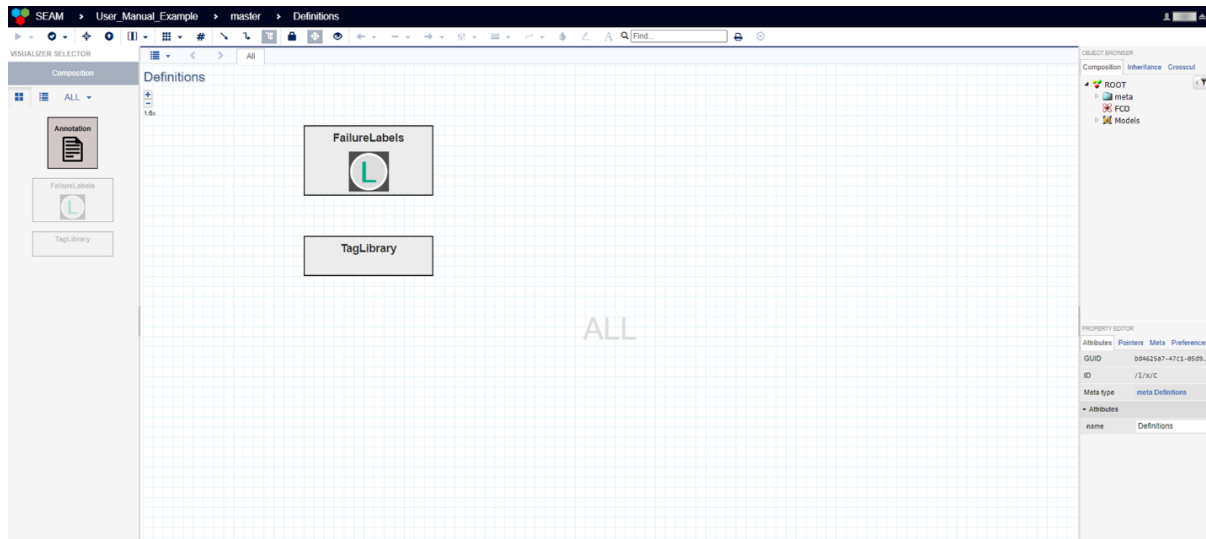 SEAM > User_Manual_Example > master > Definitions
Find...
VISUALIZER SELECTOR
Composition
ALL
Annotation
FailureLabels
L
TagLibrary
All
Definitions
+
-
1.6x
FailureLabels
L
TagLibrary
ALL
OBJECT BROWSER
Composition Inheritance Crosscut
ROOT
meta
FCO
Models
PROPERTY EDITOR
Attributes Pointers Meta Preference
GUID bd4625a7-47c1-05d9..
ID /1/x/C
Meta type meta.Definitions
Attributes
name Definitions